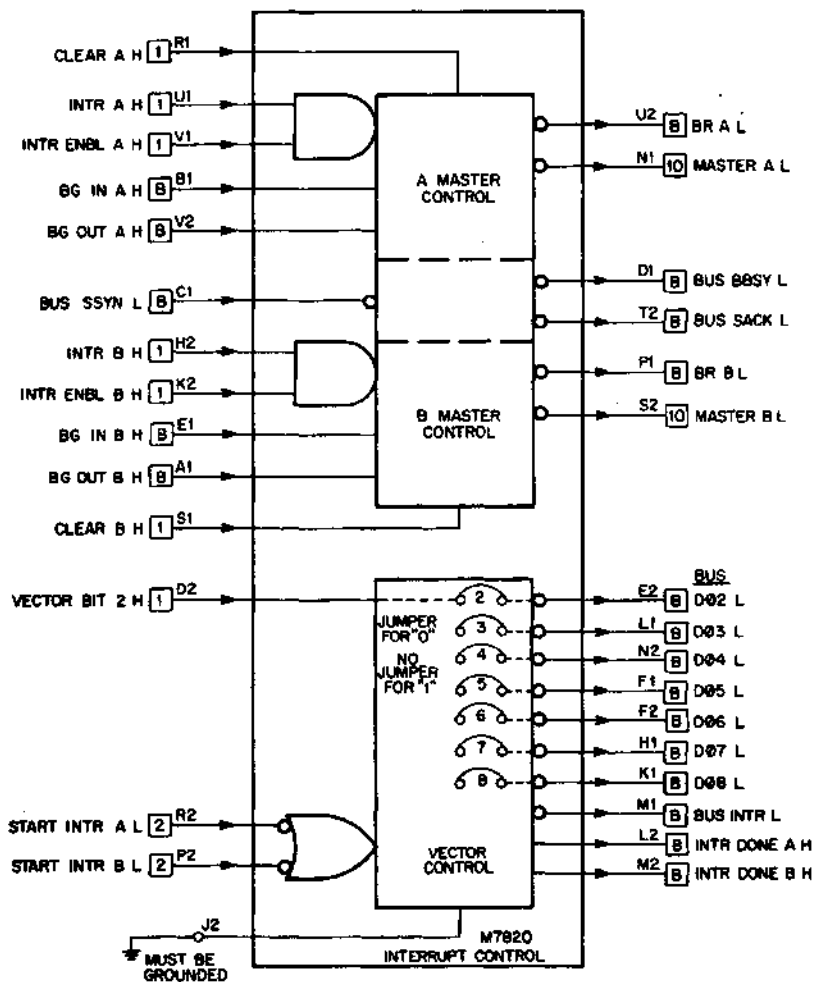 CLEAR A H 1 R1
INTR A H 1 U1
INTR ENBL A H 1 V1
BG IN A H B B1
BG OUT A H B V2
BUS SSYN L B C1
INTR B H 1 H2
INTR ENBL B H 1 K2
BG IN B H B E1
BG OUT B H B A1
CLEAR B H 1 S1
A MASTER
CONTROL
B MASTER
CONTROL
U2 B BR A L
N1 10 MASTER A L
D1 B BUS BBSY L
T2 B BUS SACK L
P1 B BR B L
S2 10 MASTER B L
VECTOR BIT 2 H 1 D2
JUMPER
FOR "0"
NO
JUMPER
FOR "1"
2
3
4
5
6
7
8
BUS
E2 B D02 L
L1 B D03 L
N2 B D04 L
F1 B D05 L
F2 B D06 L
H1 B D07 L
K1 B D08 L
M1 B BUS INTR L
L2 B INTR DONE A H
M2 B INTR DONE B H
START INTR A L 2 R2
START INTR B L 2 P2
VECTOR
CONTROL
J2
MUST BE
GROUNDED
M7820
INTERRUPT CONTROL